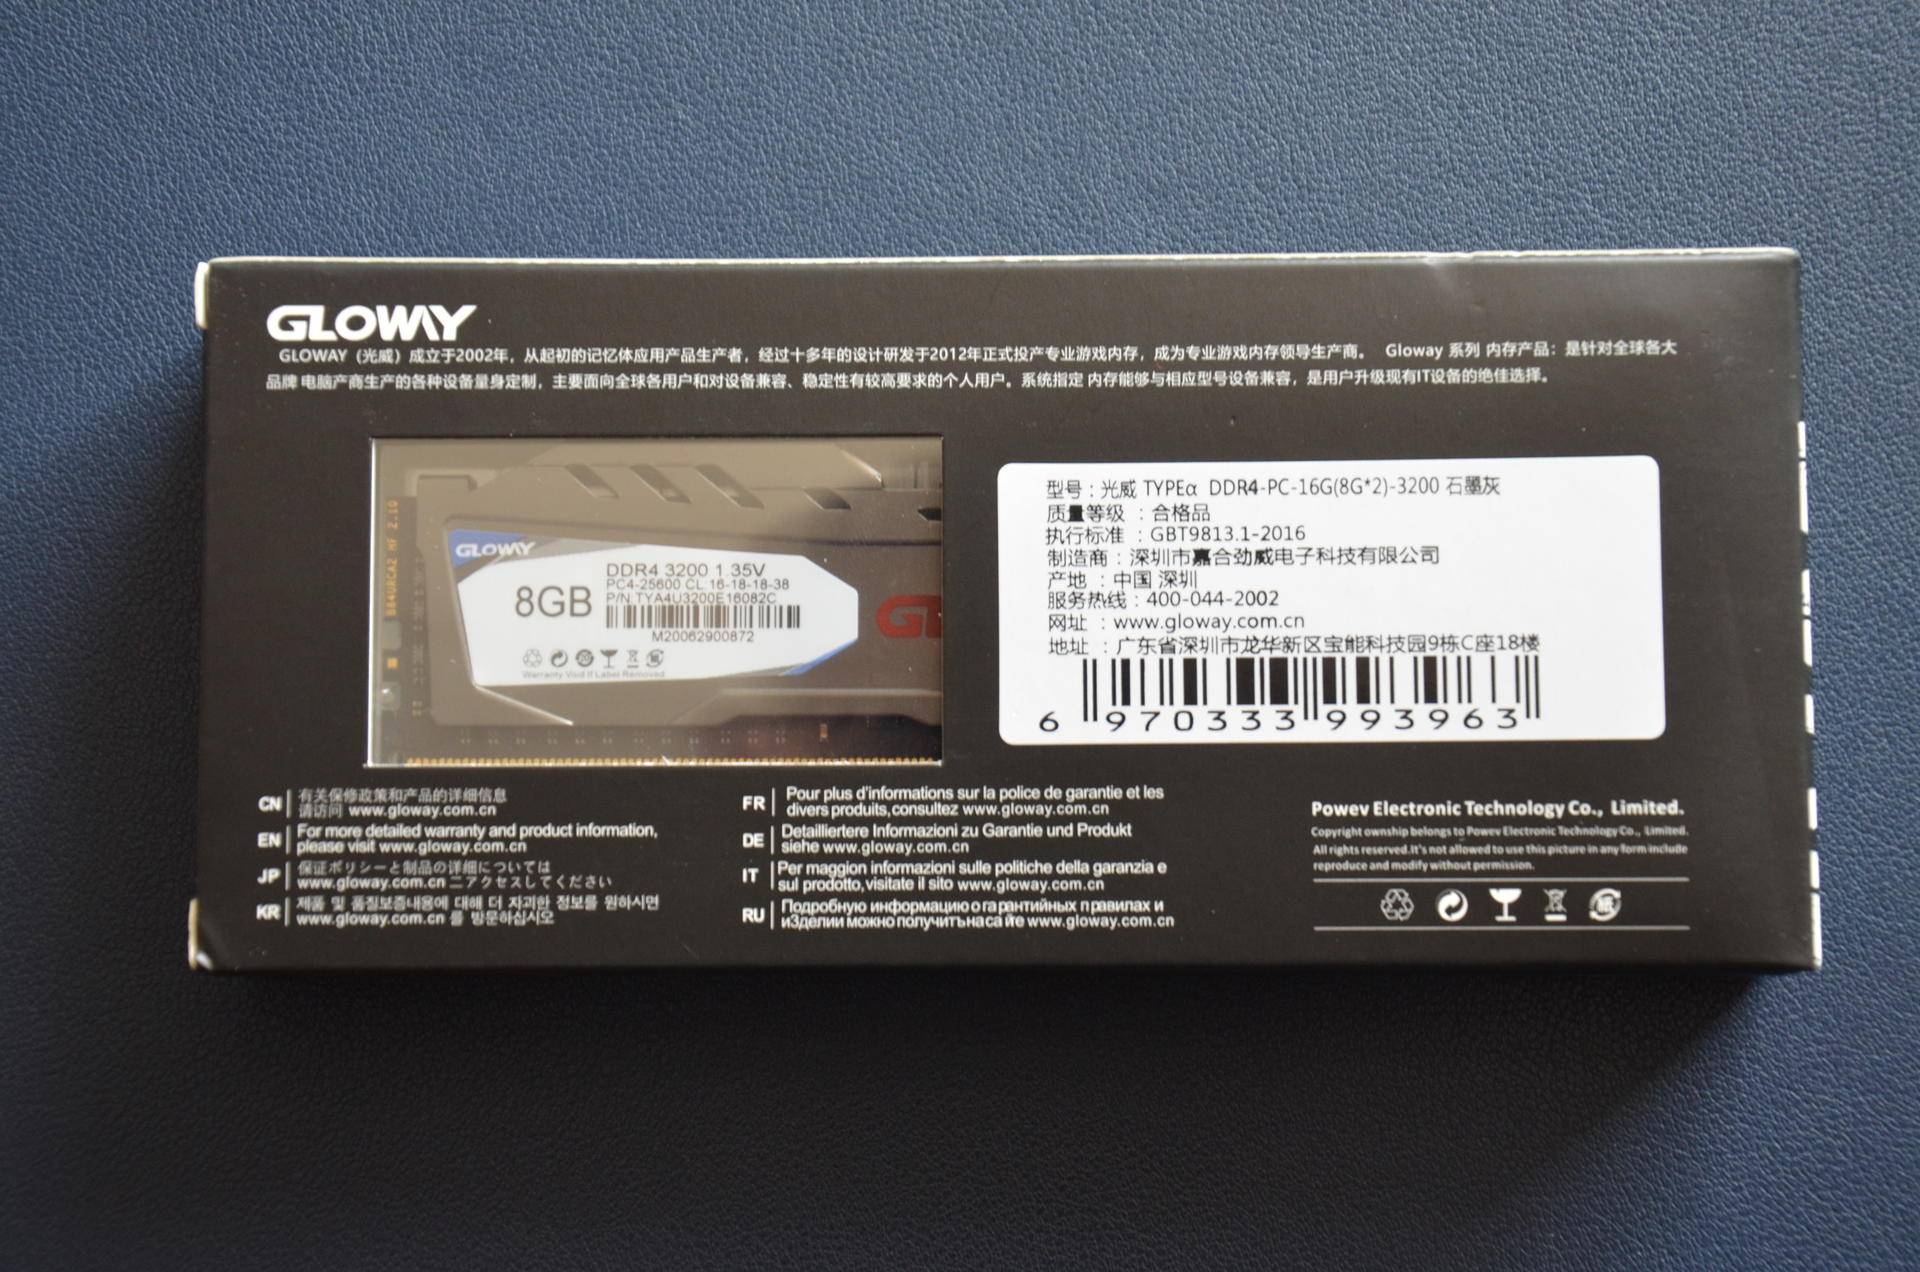 GLOWAY
GLOWAY (光威) 成立于2002年, 从起初的记忆体应用产品生产者, 经过十多年的设计研发于2012年正式投产专业游戏内存, 成为专业游戏内存领导生产商。 Gloway 系列 内存产品: 是针对全球各大
品牌 电脑产商生产的各种设备量身定制, 主要面向全球各用户和对设备兼容、稳定性有较高要求的个人用户。系统指定 内存能够与相应型号设备兼容, 是用户升级现有IT设备的绝佳选择。
GLOWAY
8GB
DDR4 3200 1.35V
PC4-25600 CL 16-18-18-38
P/N:TYA4U3200E16082C
M20062900872
Warranty Void If Label Removed
型号：光威 TYPEα DDR4-PC-16G(8G*2)-3200 石墨灰
质量等级 ：合格品
执行标准 ：GBT9813.1-2016
制造商：深圳市嘉合劲威电子科技有限公司
产地 ：中国 深圳
服务热线：400-044-2002
网址 ：www.gloway.com.cn
地址 ：广东省深圳市龙华新区宝能科技园9栋C座18楼
6 970333 993963
CN 有关保修政策和产品的详细信息
请访问 www.gloway.com.cn
EN For more detailed warranty and product information,
please visit www.gloway.com.cn
JP 保证ポリシーと制品の详细については
www.gloway.com.cn 二アクセスしてください
KR 제품 및 품질보증내용에 대해 더 자괴한 정보를 원하시면
www.gloway.com.cn 를 방문하십시오
FR Pour plus d'informations sur la police de garantie et les
divers produits,consultez www.gloway.com.cn
DE Detailliertere Informazioni zu Garantie und Produkt
siehe www.gloway.com.cn
IT Per maggion informazioni sulle politiche della garanzia e
sul prodotto,visitate il sito www.gloway.com.cn
RU Подробную информацию о гарантийных правилах и
иЗделии можно получить на сайте www.gloway.com.cn
Powev Electronic Technology Co., Limited.
Copyright ownship belongs to Powev Electronic Technology Co., Limited.
All rights reserved.It's not allowed to use this picture in any form include
reproduce and modify without permission.